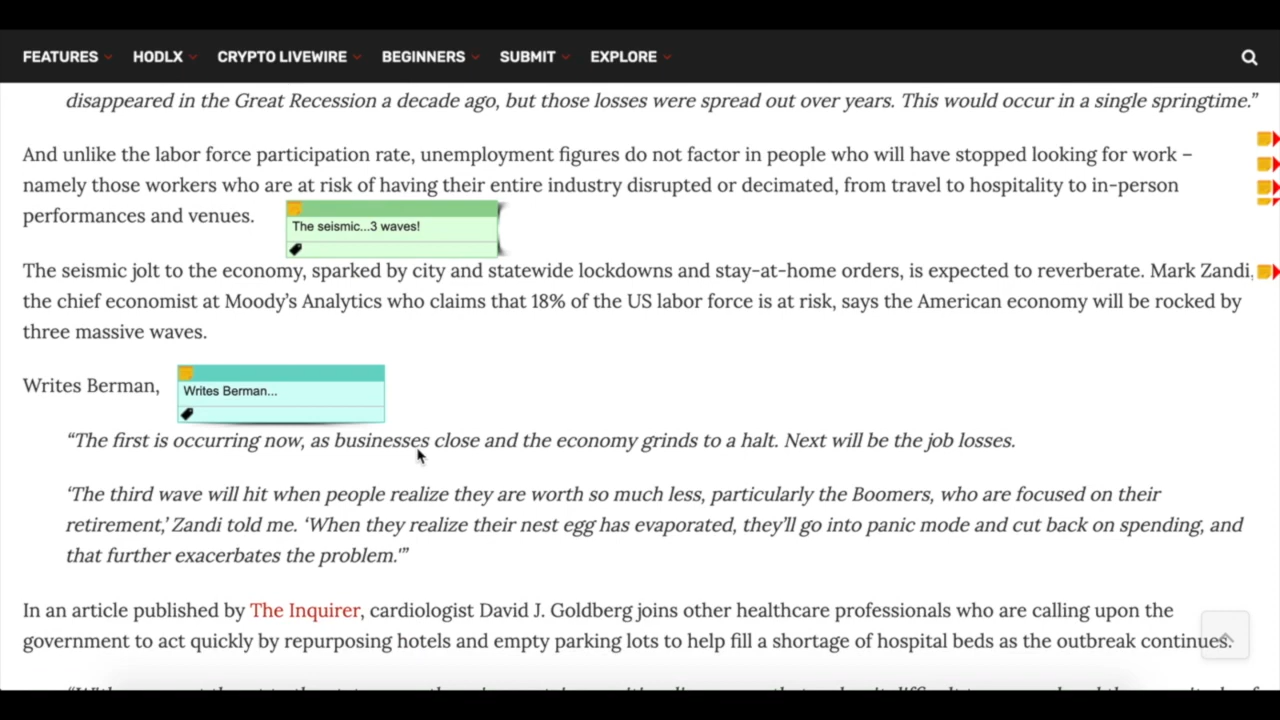 FEATURES HODLX CRYPTO LIVEWIRE BEGINNERS SUBMIT EXPLORE
disappeared in the Great Recession a decade ago, but those losses were spread out over years. This would occur in a single springtime.”
And unlike the labor force participation rate, unemployment figures do not factor in people who will have stopped looking for work –
namely those workers who are at risk of having their entire industry disrupted or decimated, from travel to hospitality to in-person
performances and venues.
The seismic...3 waves!
The seismic jolt to the economy, sparked by city and statewide lockdowns and stay-at-home orders, is expected to reverberate. Mark Zandi,
the chief economist at Moody’s Analytics who claims that 18% of the US labor force is at risk, says the American economy will be rocked by
three massive waves.
Writes Berman,
Writes Berman...
“The first is occurring now, as businesses close and the economy grinds to a halt. Next will be the job losses.
‘The third wave will hit when people realize they are worth so much less, particularly the Boomers, who are focused on their
retirement,’ Zandi told me. ‘When they realize their nest egg has evaporated, they’ll go into panic mode and cut back on spending, and
that further exacerbates the problem.'”
In an article published by The Inquirer, cardiologist David J. Goldberg joins other healthcare professionals who are calling upon the
government to act quickly by repurposing hotels and empty parking lots to help fill a shortage of hospital beds as the outbreak continues.